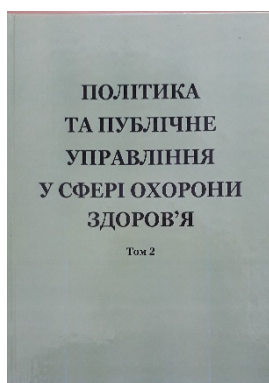 ПОЛІТИКА
ТА ПУБЛІЧНЕ
УПРАВЛІННЯ
У СФЕРІ ОХОРОНИ
ЗДОРОВ’Я
Том 2